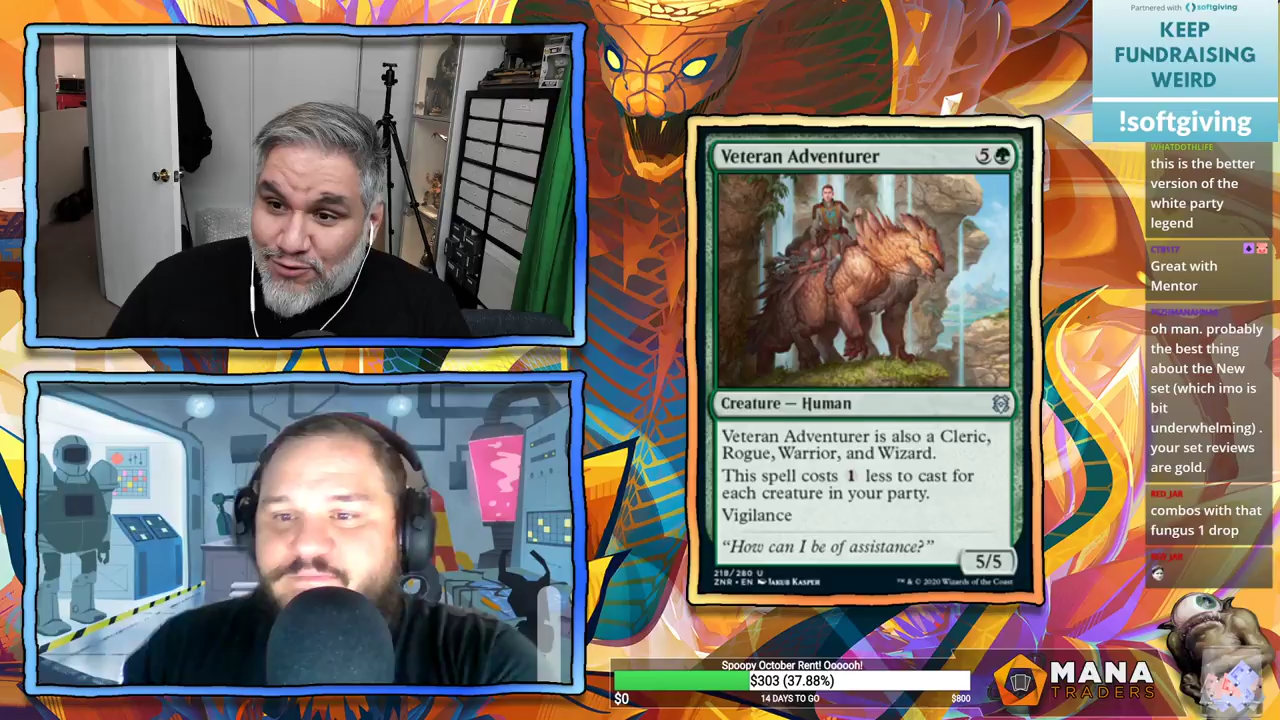 Partnered with softgiving
KEEP
FUNDRAISING
WEIRD
!softgiving
Veteran Adventurer 5
Creature — Human
Veteran Adventurer is also a Cleric,
Rogue, Warrior, and Wizard.
This spell costs 1 less to cast for
each creature in your party.
Vigilance
“How can I be of assistance?”
5/5
218/280 U
ZNR • EN Jakub Kasper
™ & © 2020 Wizards of the Coast
WHATDOTHLIFE
this is the better
version of the
white party
legend
CTB117
Great with
Mentor
oh man. probably
the best thing
about the New
set (which imo is
bit
underwhelming) .
your set reviews
are gold.
RED_JAR
combos with that
fungus 1 drop
RED_JAR
Spoopy October Rent! Oooooh!
$303 (37.88%)
$0
14 DAYS TO GO
$800
MANA
TRADERS